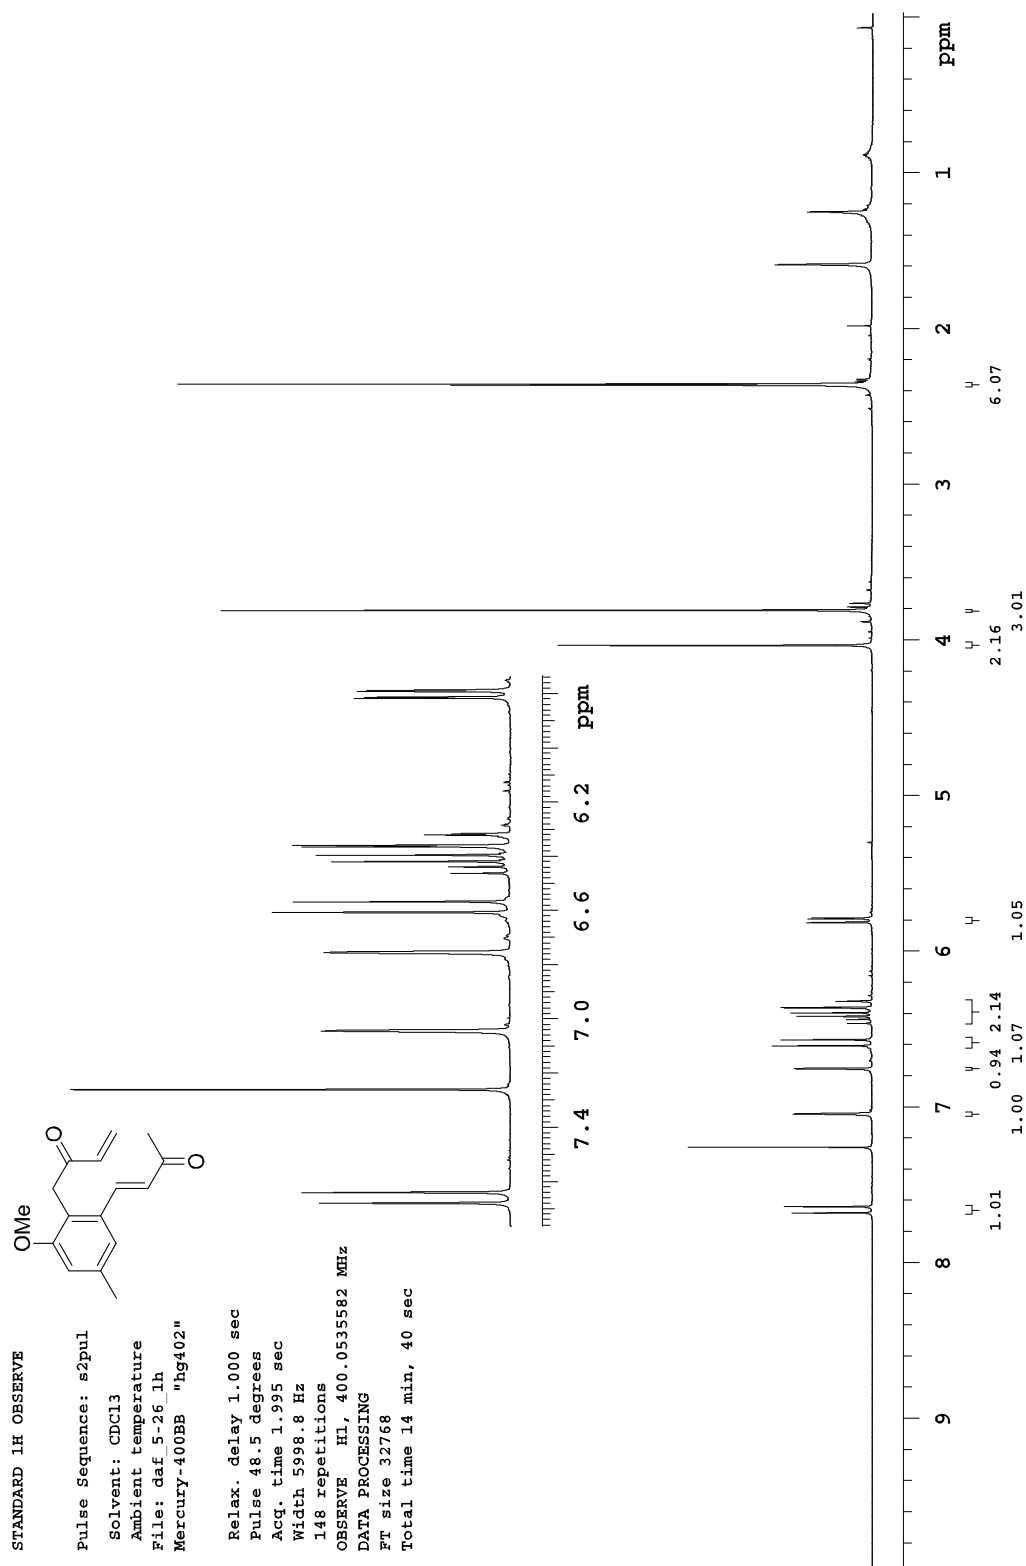 STANDARD 1H OBSERVE
Pulse Sequence: s2pul
Solvent: CDCl3
Ambient temperature
File: daf_5-26_1h
Mercury-400BB "hg402"
Relax. delay 1.000 sec
Pulse 48.5 degrees
Acq. time 1.995 sec
Width 5998.8 Hz
148 repetitions
OBSERVE H1, 400.0535582 MHz
DATA PROCESSING
FT size 32768
Total time 14 min, 40 sec
OMe
O
O
7.4 7.0 6.6 6.2 ppm
9 8 7 6 5 4 3 2 1 ppm
1.01 1.00 0.94 1.07 2.14 1.05 2.16 3.01 6.07